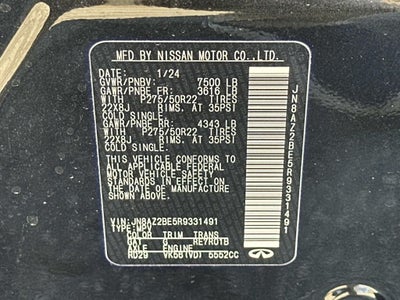 MFD BY NISSAN MOTOR CO.,LTD.
DATE: 1/24
GVWR/PNBV: 7500 LB
GAWR/PNBE FR: 3616 LB
WITH P275/50R22 TIRES
22X8J RIMS. AT 35PSI
COLD SINGLE.
GAWR/PNBE RR: 4343 LB
WITH P275/50R22 TIRES
22X8J RIMS. AT 35PSI
COLD SINGLE.
THIS VEHICLE CONFORMS TO
ALL APPLICABLE FEDERAL
MOTOR VEHICLE SAFETY
STANDARDS IN EFFECT ON
THE DATE OF MANUFACTURE
SHOWN ABOVE.
VIN: JN8AZ2BE5R9331491
TYPE: MPV
COLOR TRIM TRANS
GAT G RE7R01B
AXLE ENGINE
RD29 VK56(VD) 5552CC
JN8AZ2BE5R9331491
INFINITI